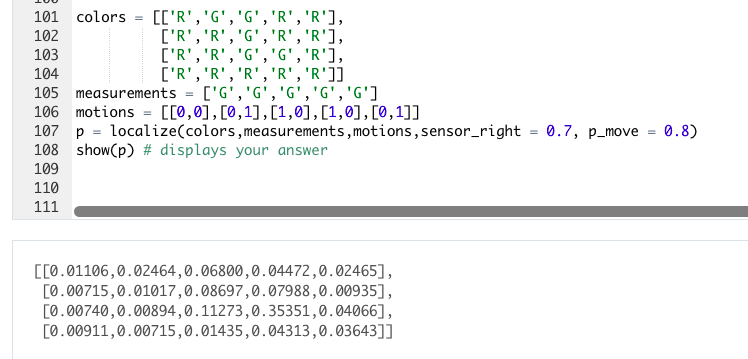 101 colors = [['R','G','G','R','R'],
102 ['R','R','G','R','R'],
103 ['R','R','G','G','R'],
104 ['R','R','R','R','R']]
105 measurements = ['G','G','G','G','G']
106 motions = [[0,0],[0,1],[1,0],[1,0],[0,1]]
107 p = localize(colors,measurements,motions,sensor_right = 0.7, p_move = 0.8)
108 show(p) # displays your answer
109
110
111
[[0.01106,0.02464,0.06800,0.04472,0.02465],
[0.00715,0.01017,0.08697,0.07988,0.00935],
[0.00740,0.00894,0.11273,0.35351,0.04066],
[0.00911,0.00715,0.01435,0.04313,0.03643]]